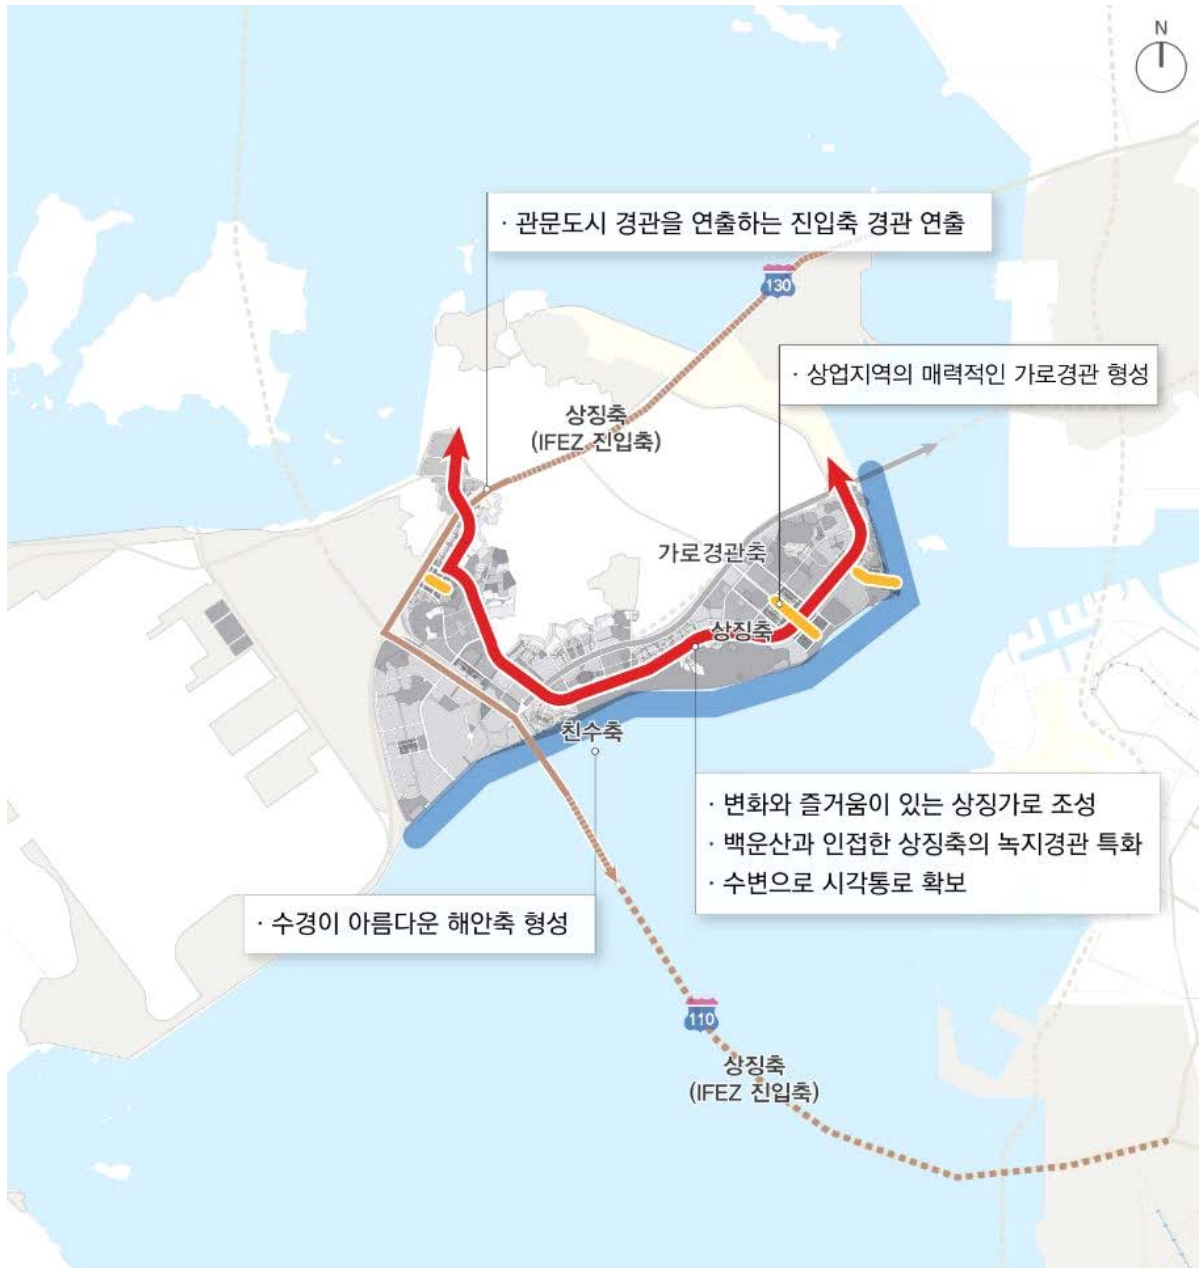 N
· 관문도시 경관을 연출하는 진입축 경관 연출
130
· 상업지역의 매력적인 가로경관 형성
상징축
(IFEZ 진입축)
가로경관축
상징축
친수축
· 변화와 즐거움이 있는 상징가로 조성
· 백운산과 인접한 상징축의 녹지경관 특화
· 수변으로 시각통로 확보
· 수경이 아름다운 해안축 형성
110
상징축
(IFEZ 진입축)